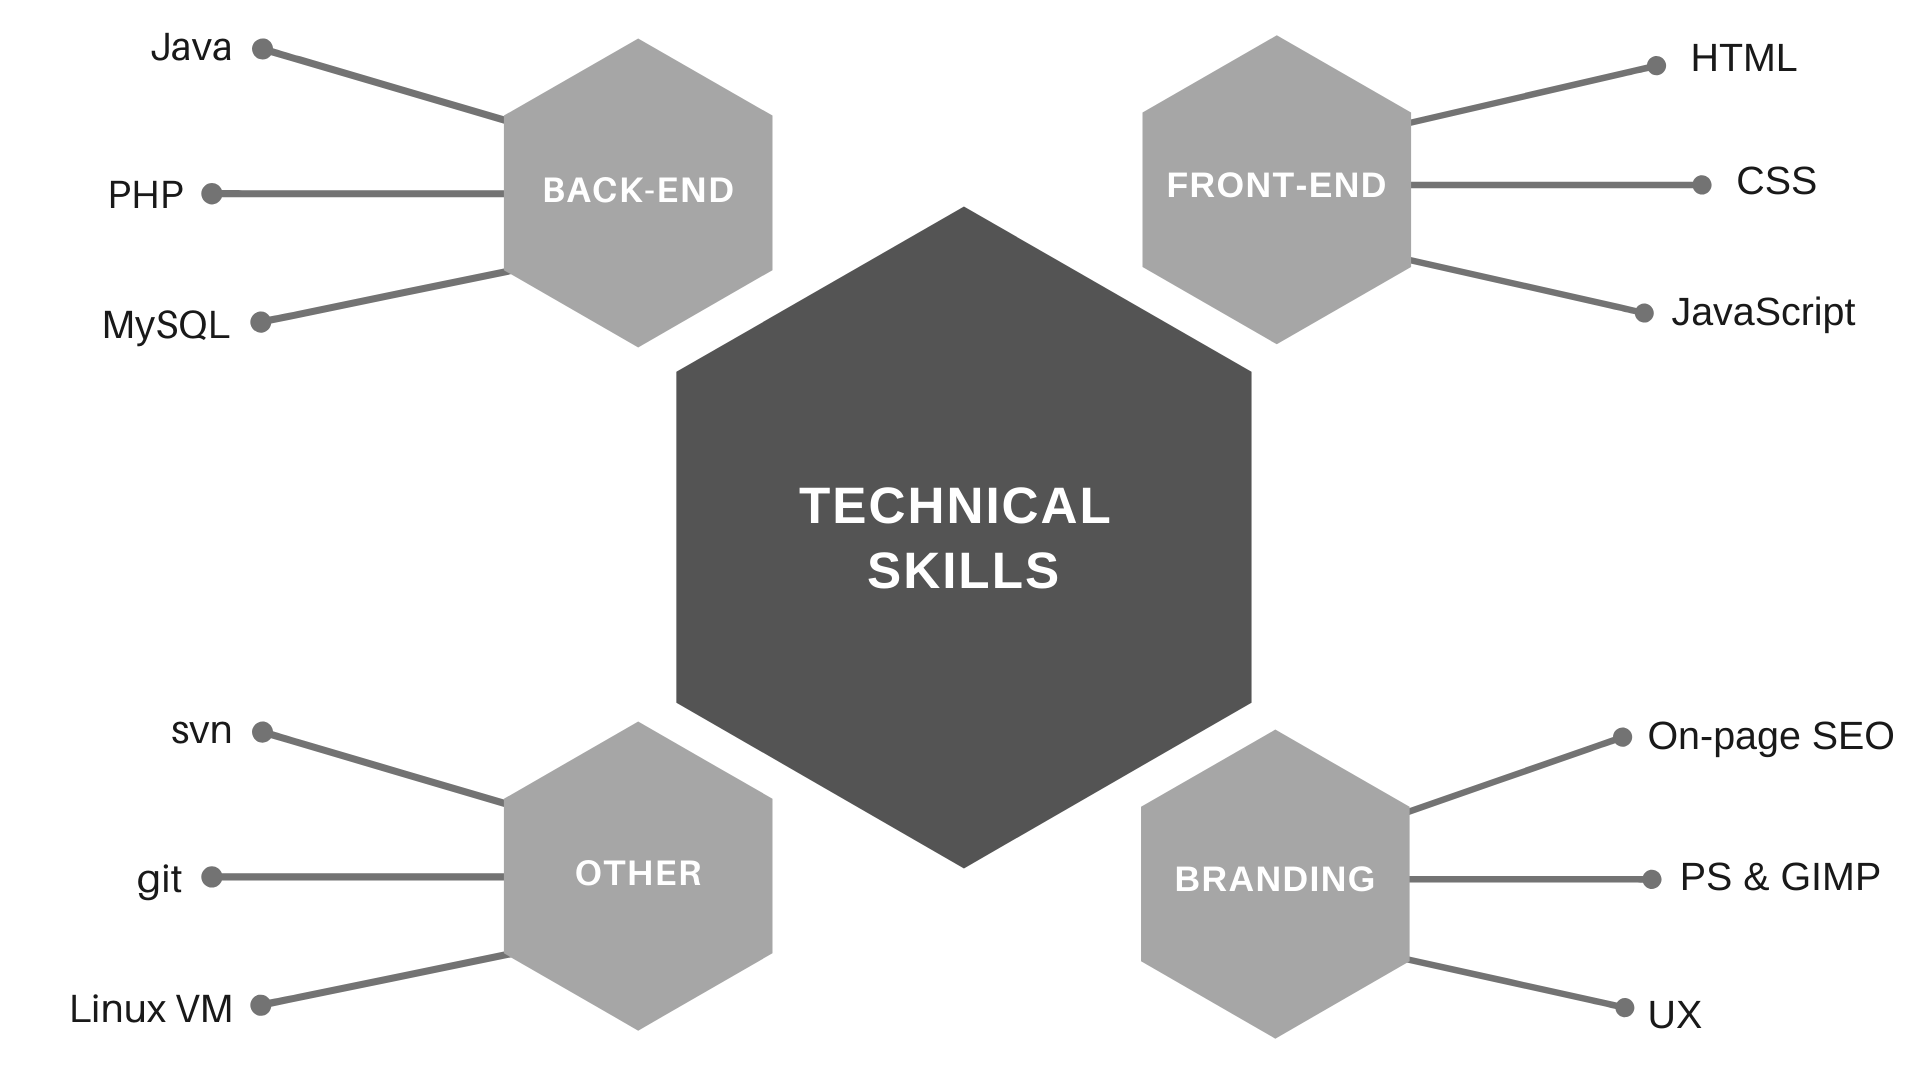 Java
PHP
MySQL
BACK-END
FRONT-END
HTML
CSS
JavaScript
TECHNICAL
SKILLS
svn
git
Linux VM
OTHER
BRANDING
On-page SEO
PS & GIMP
UX